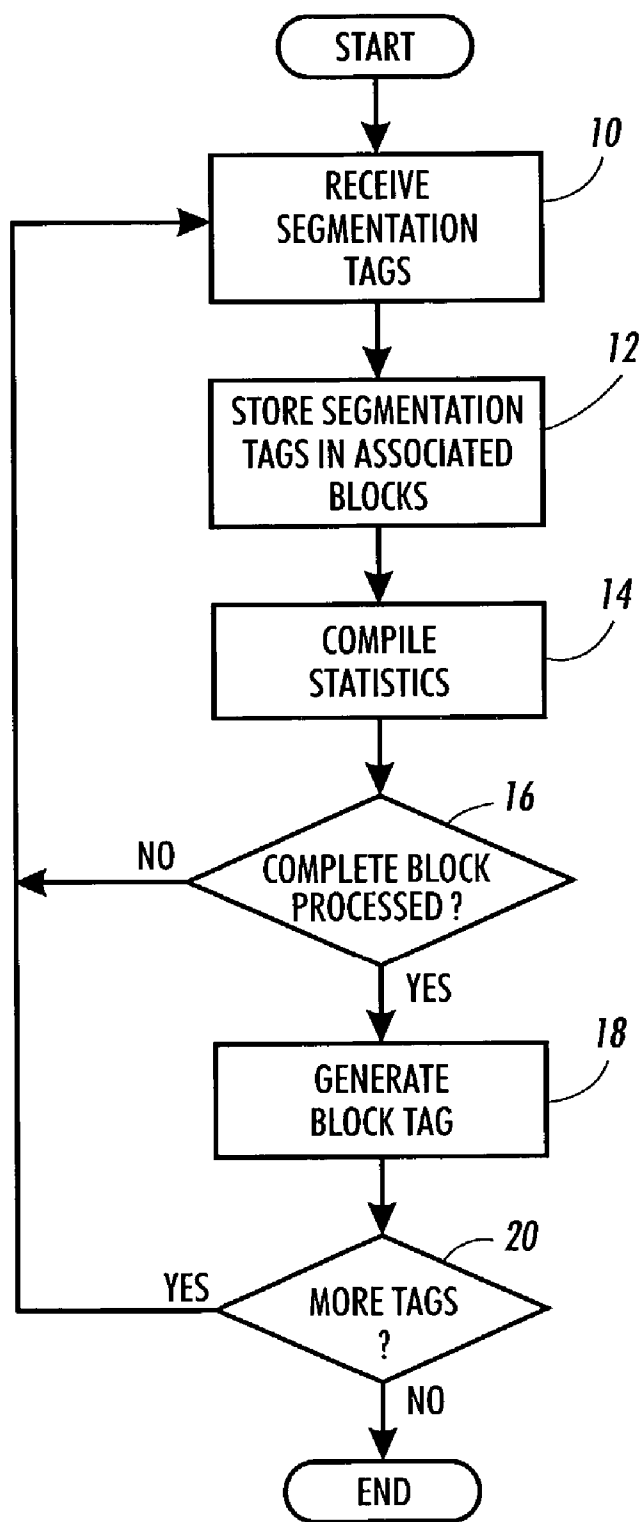 START
10
RECEIVE
SEGMENTATION
TAGS
12
STORE SEGMENTATION
TAGS IN ASSOCIATED
BLOCKS
14
COMPILE
STATISTICS
16
NO
COMPLETE BLOCK
PROCESSED ?
YES
18
GENERATE
BLOCK TAG
20
YES
MORE TAGS
?
NO
END